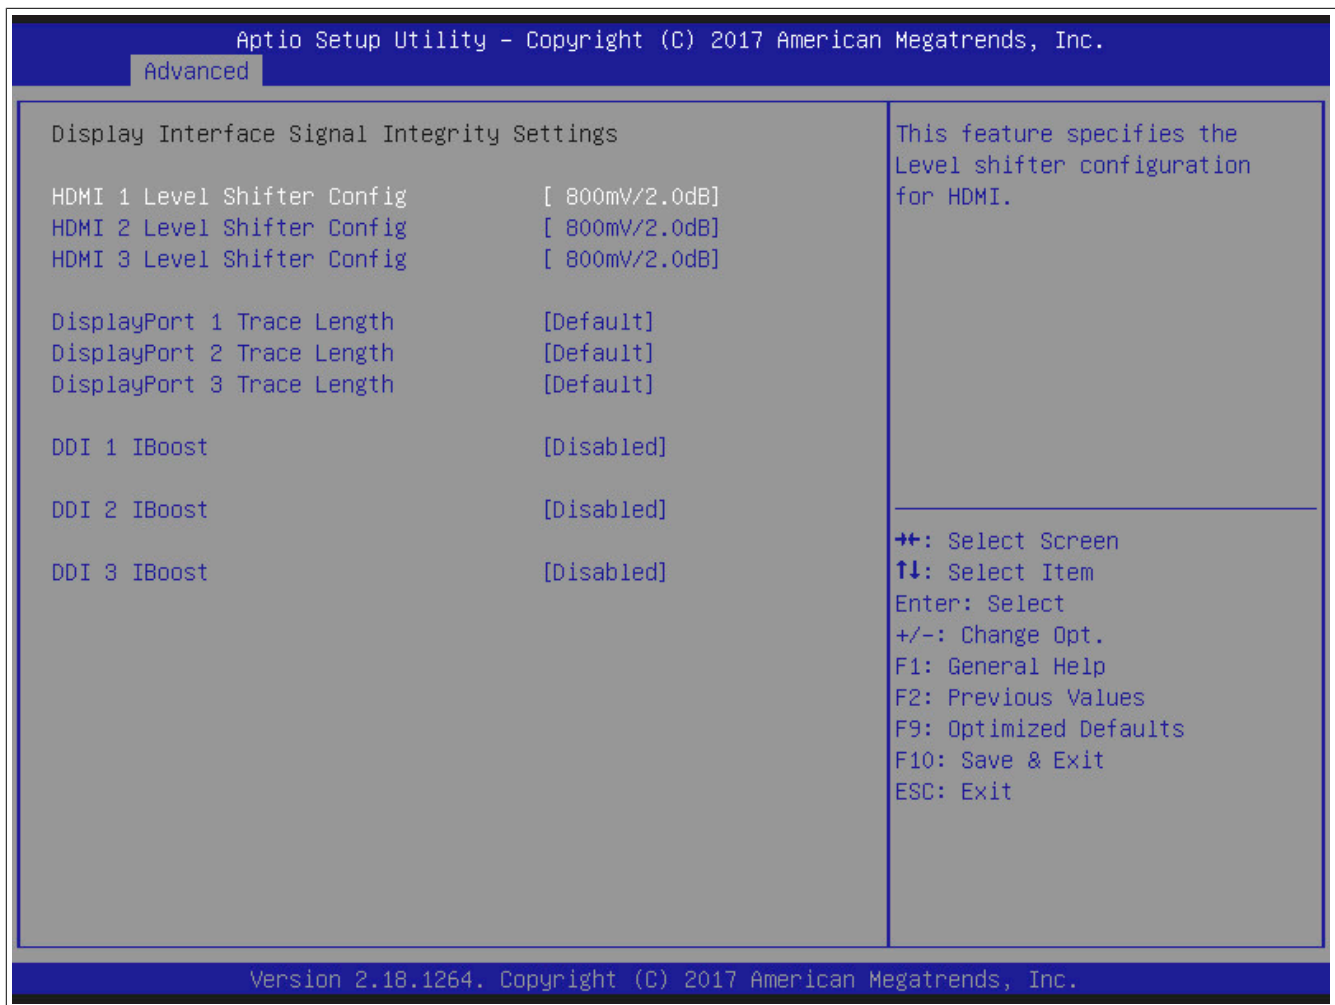 Aptio Setup Utility – Copyright (C) 2017 American Megatrends, Inc.
Advanced
Display Interface Signal Integrity Settings
HDMI 1 Level Shifter Config [ 800mV/2.0dB]
HDMI 2 Level Shifter Config [ 800mV/2.0dB]
HDMI 3 Level Shifter Config [ 800mV/2.0dB]
DisplayPort 1 Trace Length [Default]
DisplayPort 2 Trace Length [Default]
DisplayPort 3 Trace Length [Default]
DDI 1 IBoost [Disabled]
DDI 2 IBoost [Disabled]
DDI 3 IBoost [Disabled]
This feature specifies the
Level shifter configuration
for HDMI.
→←: Select Screen
↑↓: Select Item
Enter: Select
+/-: Change Opt.
F1: General Help
F2: Previous Values
F9: Optimized Defaults
F10: Save & Exit
ESC: Exit
Version 2.18.1264. Copyright (C) 2017 American Megatrends, Inc.